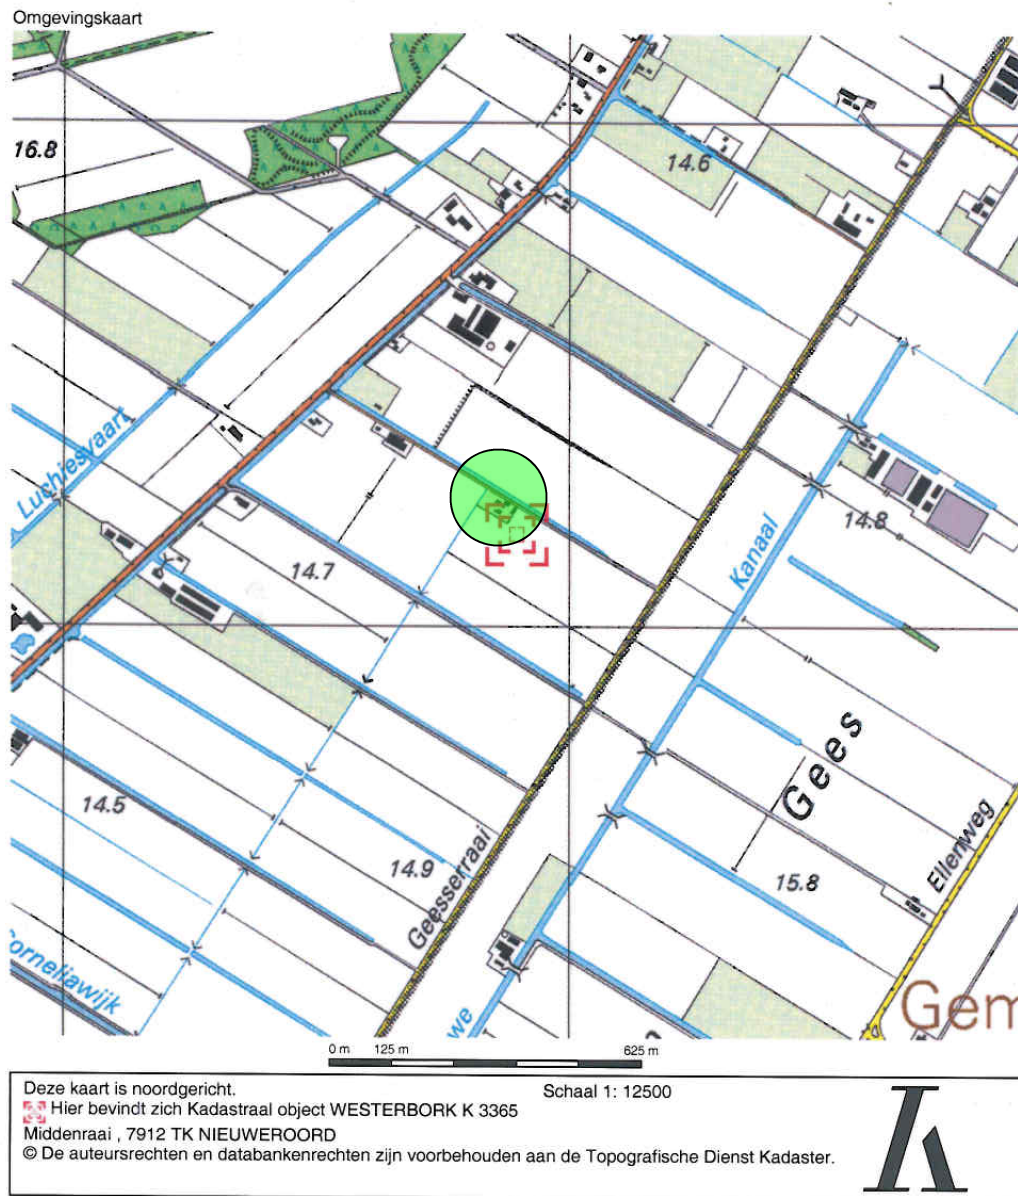 Omgevingskaart
16.8
14.6
Luchiesvaart
14.7
14.8
Kanaal
Gees
14.5
14.9
Geesserraai
15.8
Ellenweg
Corneliawijk
we
Gem
0 m 125 m 625 m
Deze kaart is noordgericht. Schaal 1: 12500
Hier bevindt zich Kadastraal object WESTERBORK K 3365
Middenraai , 7912 TK NIEUWEROORD
© De auteursrechten en databankenrechten zijn voorbehouden aan de Topografische Dienst Kadaster.